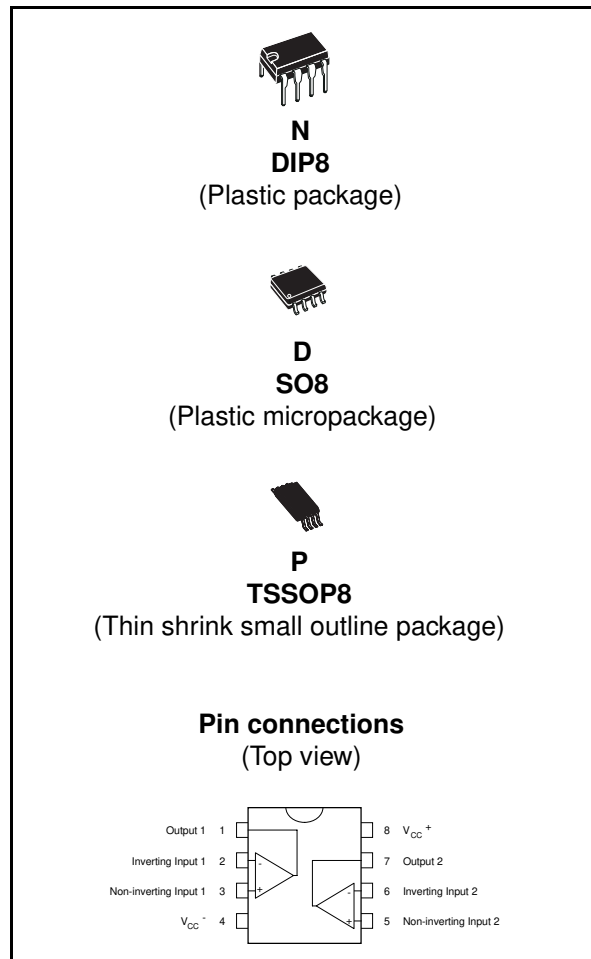 N
DIP8
(Plastic package)
D
SO8
(Plastic micropackage)
P
TSSOP8
(Thin shrink small outline package)
Pin connections
(Top view)
Output 1 1 8 VCC +
Inverting Input 1 2 - 7 Output 2
Non-inverting Input 1 3 + - 6 Inverting Input 2
VCC - 4 + 5 Non-inverting Input 2